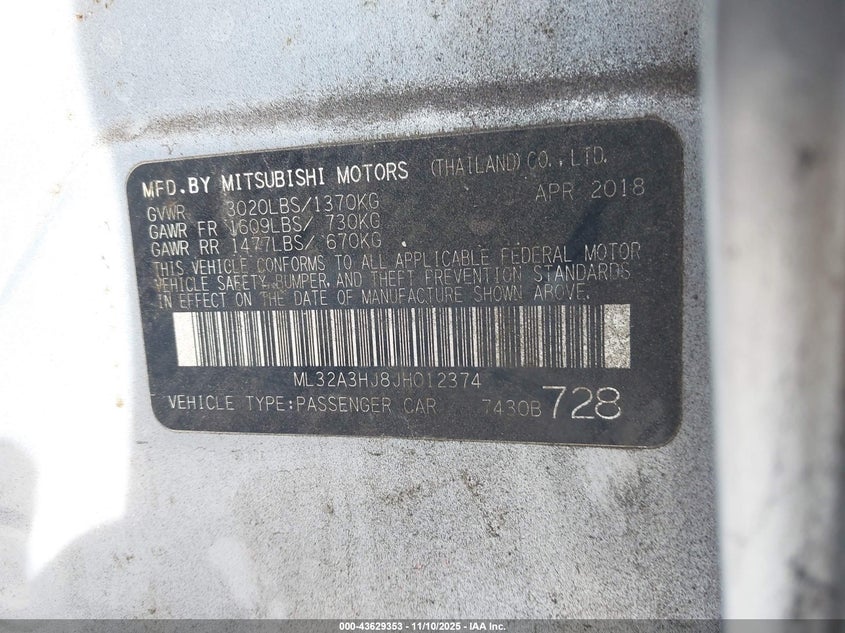 MFD.BY MITSUBISHI MOTORS (THAILAND) CO., LTD.
GVWR 3020LBS/1370KG APR 2018
GAWR FR 1609LBS/ 730KG
GAWR RR 1477LBS/ 670KG
THIS VEHICLE CONFORMS TO ALL APPLICABLE FEDERAL MOTOR
VEHICLE SAFETY, BUMPER, AND THEFT PREVENTION STANDARDS
IN EFFECT ON THE DATE OF MANUFACTURE SHOWN ABOVE.
ML32A3HJ8JH012374
VEHICLE TYPE:PASSENGER CAR 7430B 728
000-43629353 - 11/10/2025 - IAA Inc.